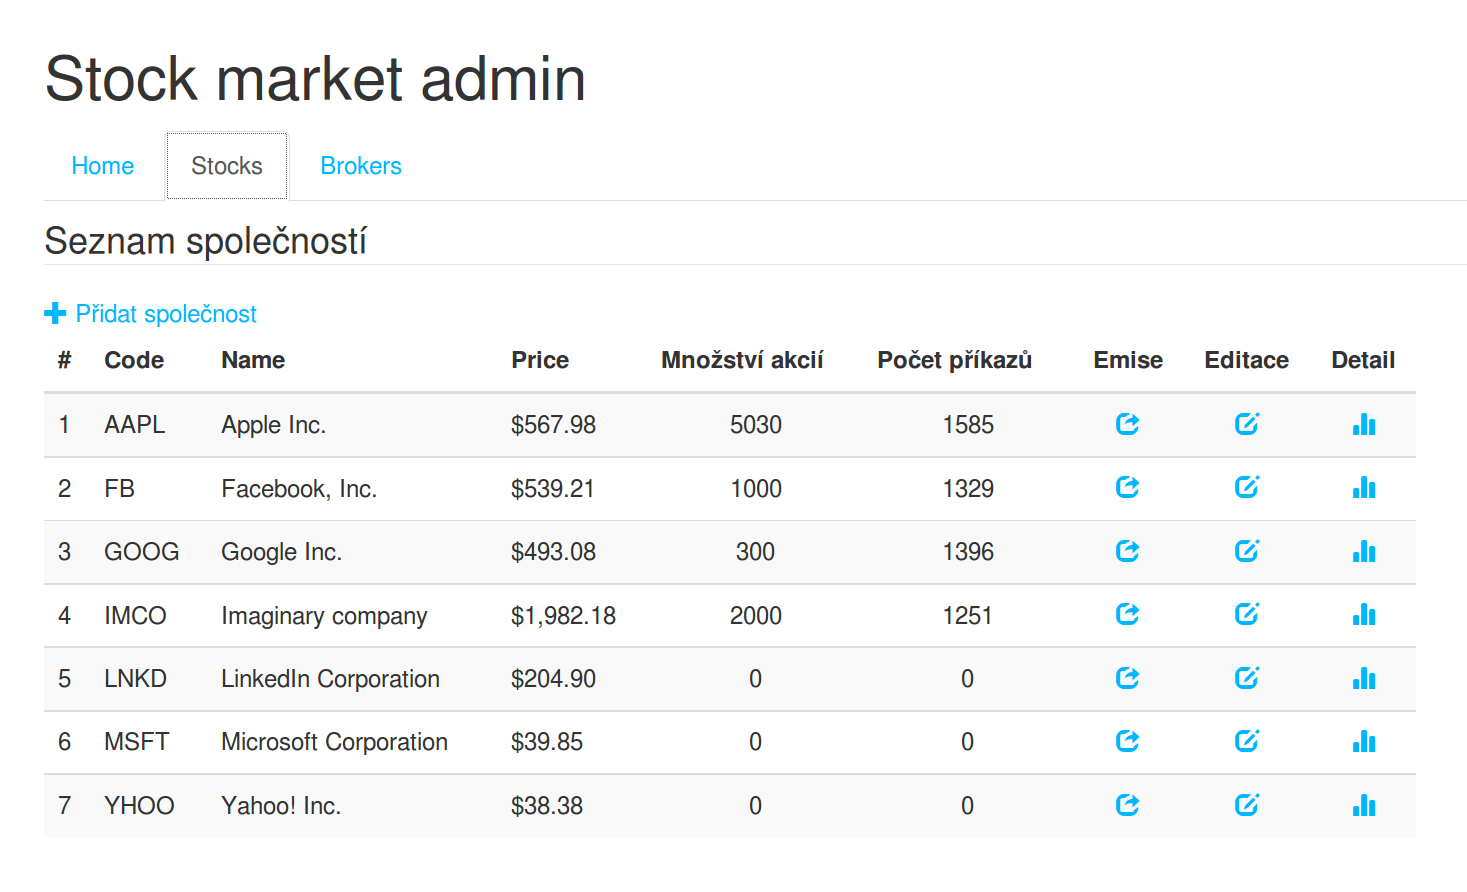 Stock market admin
Home Stocks Brokers
Seznam společností
Přidat společnost
# Code Name Price Množství akcií Počet příkazů Emise Editace Detail
1 AAPL Apple Inc. $567.98 5030 1585
2 FB Facebook, Inc. $539.21 1000 1329
3 GOOG Google Inc. $493.08 300 1396
4 IMCO Imaginary company $1,982.18 2000 1251
5 LNKD LinkedIn Corporation $204.90 0 0
6 MSFT Microsoft Corporation $39.85 0 0
7 YHOO Yahoo! Inc. $38.38 0 0